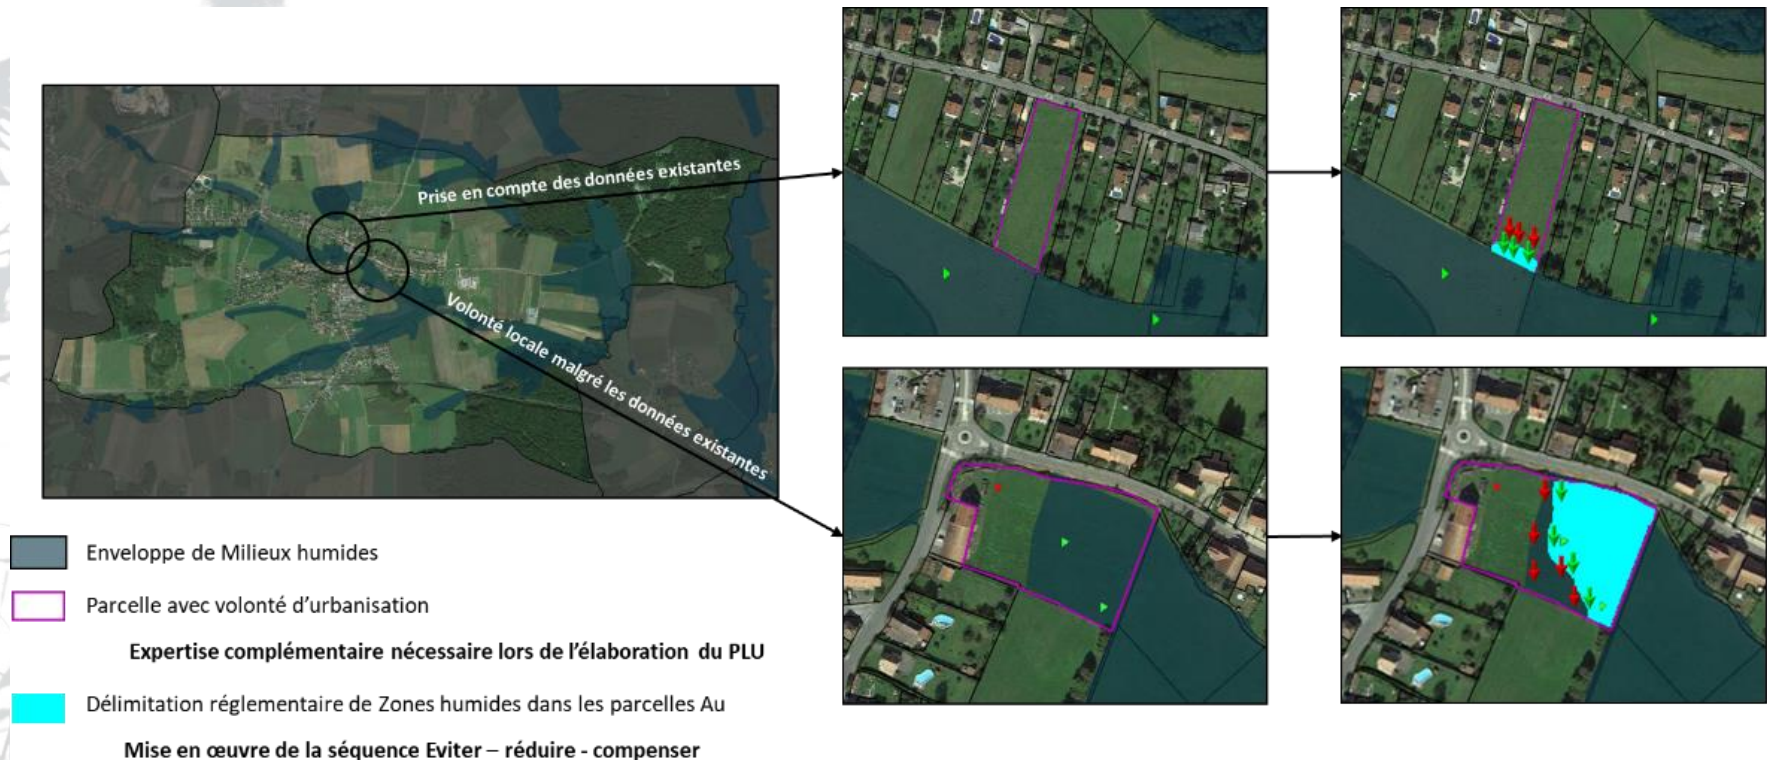 Prise en compte des données existantes
Volonté locale malgré les données existantes
Enveloppe de Milieux humides
Parcelle avec volonté d’urbanisation
Expertise complémentaire nécessaire lors de l’élaboration du PLU
Délimitation réglementaire de Zones humides dans les parcelles Au
Mise en œuvre de la séquence Eviter – réduire - compenser